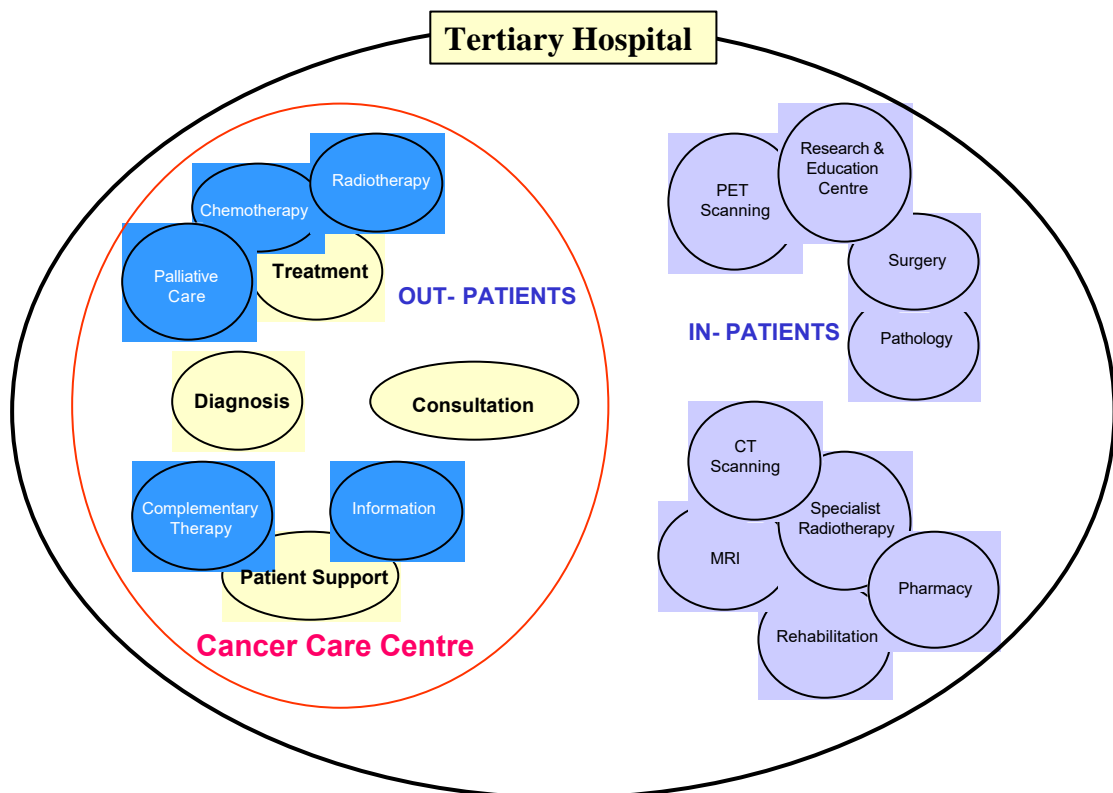 Tertiary Hospital
Radiotherapy
Chemotherapy
Palliative
Care
Treatment
OUT- PATIENTS
Diagnosis
Consultation
Complementary
Therapy
Information
Patient Support
Cancer Care Centre
PET
Scanning
Research &
Education
Centre
Surgery
IN- PATIENTS
Pathology
CT
Scanning
Specialist
Radiotherapy
MRI
Pharmacy
Rehabilitation